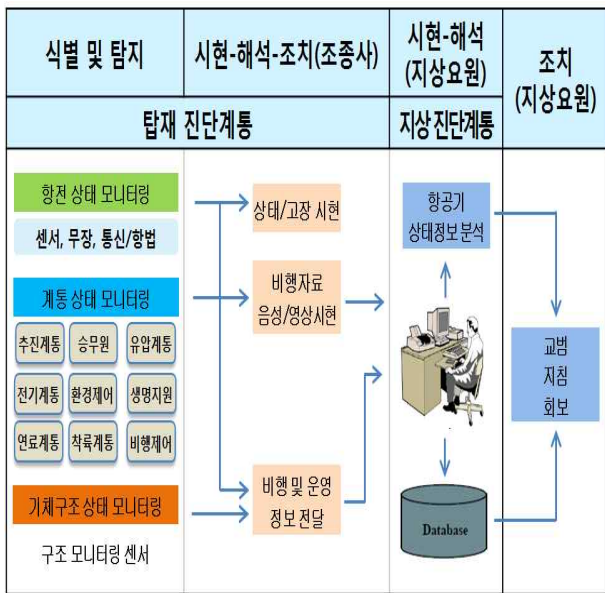 식별 및 탐지
시현-해석-조치(조종사)
시현-해석
(지상요원)
조치
(지상요원)
탑재 진단계통
지상 진단계통
항전 상태 모니터링
센서, 무장, 통신/항법
계통 상태 모니터링
추진계통
승무원
유압계통
전기계통
환경제어
생명지원
연료계통
착륙계통
비행제어
기체구조 상태 모니터링
구조 모니터링 센서
상태/고장 시현
비행자료
음성/영상시현
비행 및 운영
정보 전달
항공기
상태정보 분석
Database
교범
지침
회보